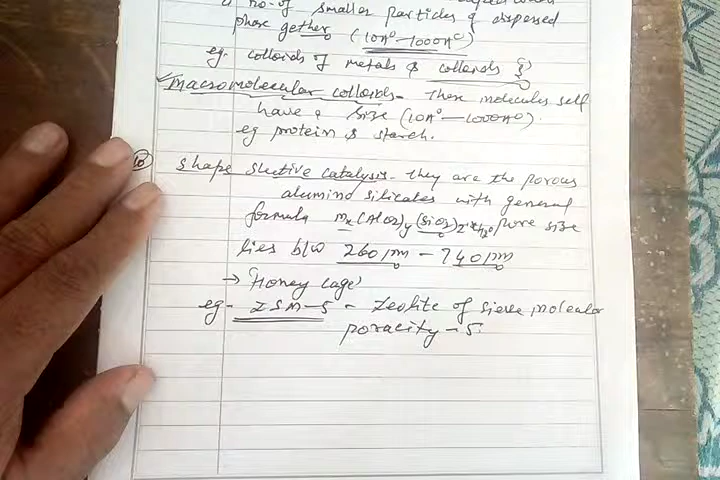 no. of smaller particles of dispersed
phase gether (10A°-1000A°)
eg. colloids of metals & colloids
Macromolecular colloids - These molecules self
have a size (10A° - 1000A°).
eg protein & starch.
10 Shape slective catalysis - they are the porous
alumino silicates with general
formula Mx(AlO2)y(SiO2)z·xH2O pore size
lies b/w 260 pm - 740 pm
→ 'Honey cage'
eg - ZSM-5 - Zeolite of sieve molecular
poracity - 5.